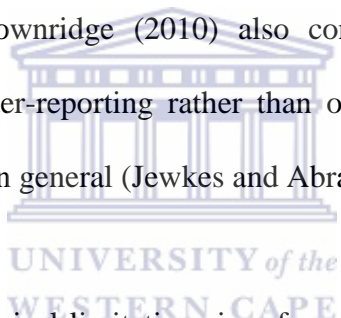 ownridge (2010) also co
er-reporting rather than o
n general (Jewkes and Abra
UNIVERSITY of the
WESTERN CAPE